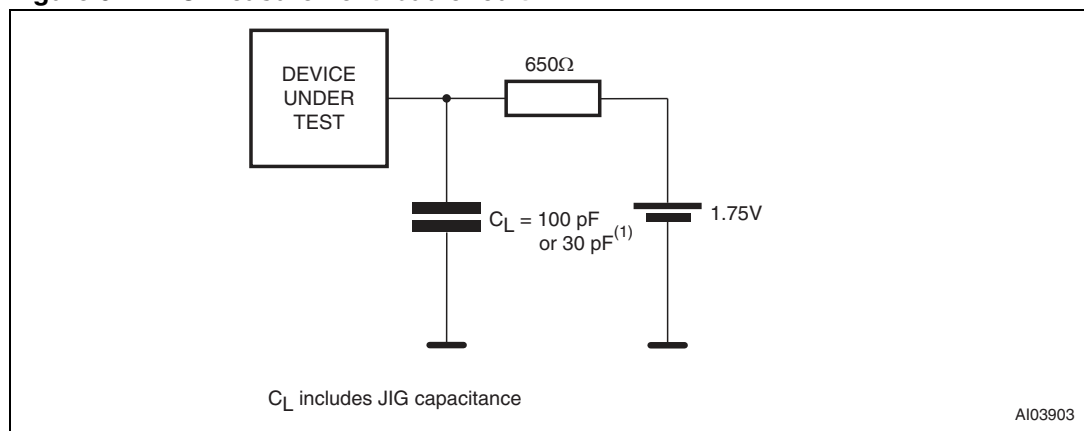 DEVICE
UNDER
TEST
650Ω
C_L = 100 pF
or 30 pF(1)
1.75V
C_L includes JIG capacitance
AI03903